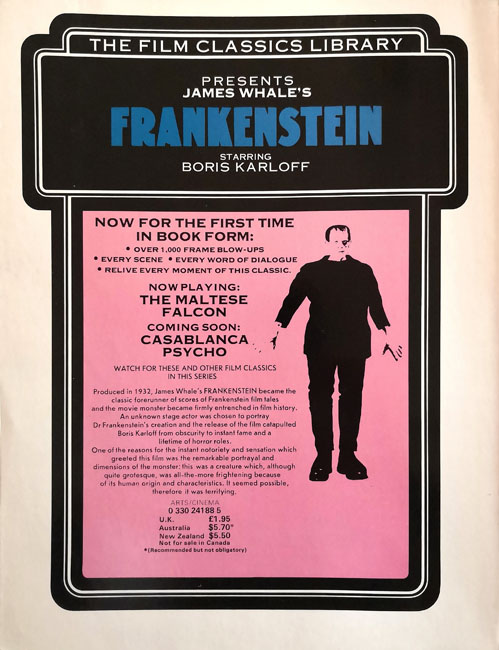 THE FILM CLASSICS LIBRARY
PRESENTS
JAMES WHALE'S
FRANKENSTEIN
STARRING
BORIS KARLOFF
NOW FOR THE FIRST TIME
IN BOOK FORM:
• OVER 1,000 FRAME BLOW-UPS
• EVERY SCENE • EVERY WORD OF DIALOGUE
• RELIVE EVERY MOMENT OF THIS CLASSIC.
NOW PLAYING:
THE MALTESE
FALCON
COMING SOON:
CASABLANCA
PSYCHO
WATCH FOR THESE AND OTHER FILM CLASSICS
IN THIS SERIES
Produced in 1932, James Whale's FRANKENSTEIN became the
classic forerunner of scores of Frankenstein film tales
and the movie monster became firmly entrenched in film history.
An unknown stage actor was chosen to portray
Dr Frankenstein's creation and the release of the film catapulted
Boris Karloff from obscurity to instant fame and a
lifetime of horror roles.
One of the reasons for the instant notoriety and sensation which
greeted this film was the remarkable portrayal and
dimensions of the monster: this was a creature which, although
quite grotesque, was all-the-more frightening because
of its human origin and characteristics. It seemed possible,
therefore it was terrifying.
ARTS/CINEMA
0 330 24188 5
U.K. £1.95
Australia $5.70*
New Zealand $5.50
Not for sale in Canada
*(Recommended but not obligatory)